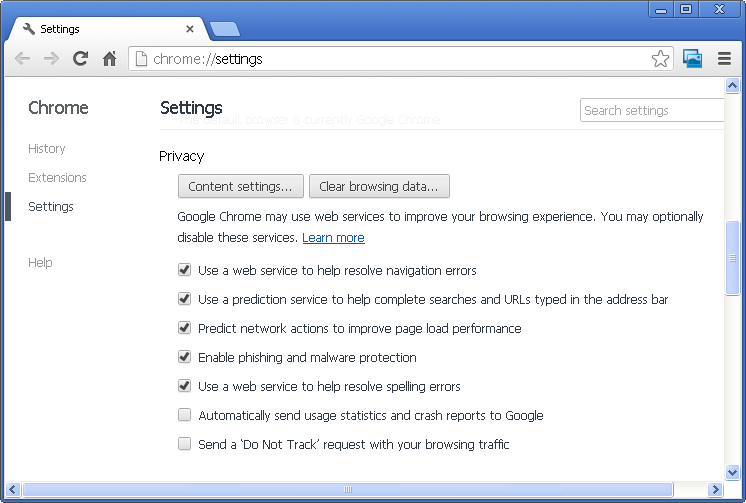 Settings
chrome://settings
Chrome
Settings
Search settings
The default browser is currently Google Chrome
History
Extensions
Settings
Help
Privacy
Content settings... Clear browsing data...
Google Chrome may use web services to improve your browsing experience. You may optionally
disable these services. Learn more
Use a web service to help resolve navigation errors
Use a prediction service to help complete searches and URLs typed in the address bar
Predict network actions to improve page load performance
Enable phishing and malware protection
Use a web service to help resolve spelling errors
Automatically send usage statistics and crash reports to Google
Send a ‘Do Not Track’ request with your browsing traffic